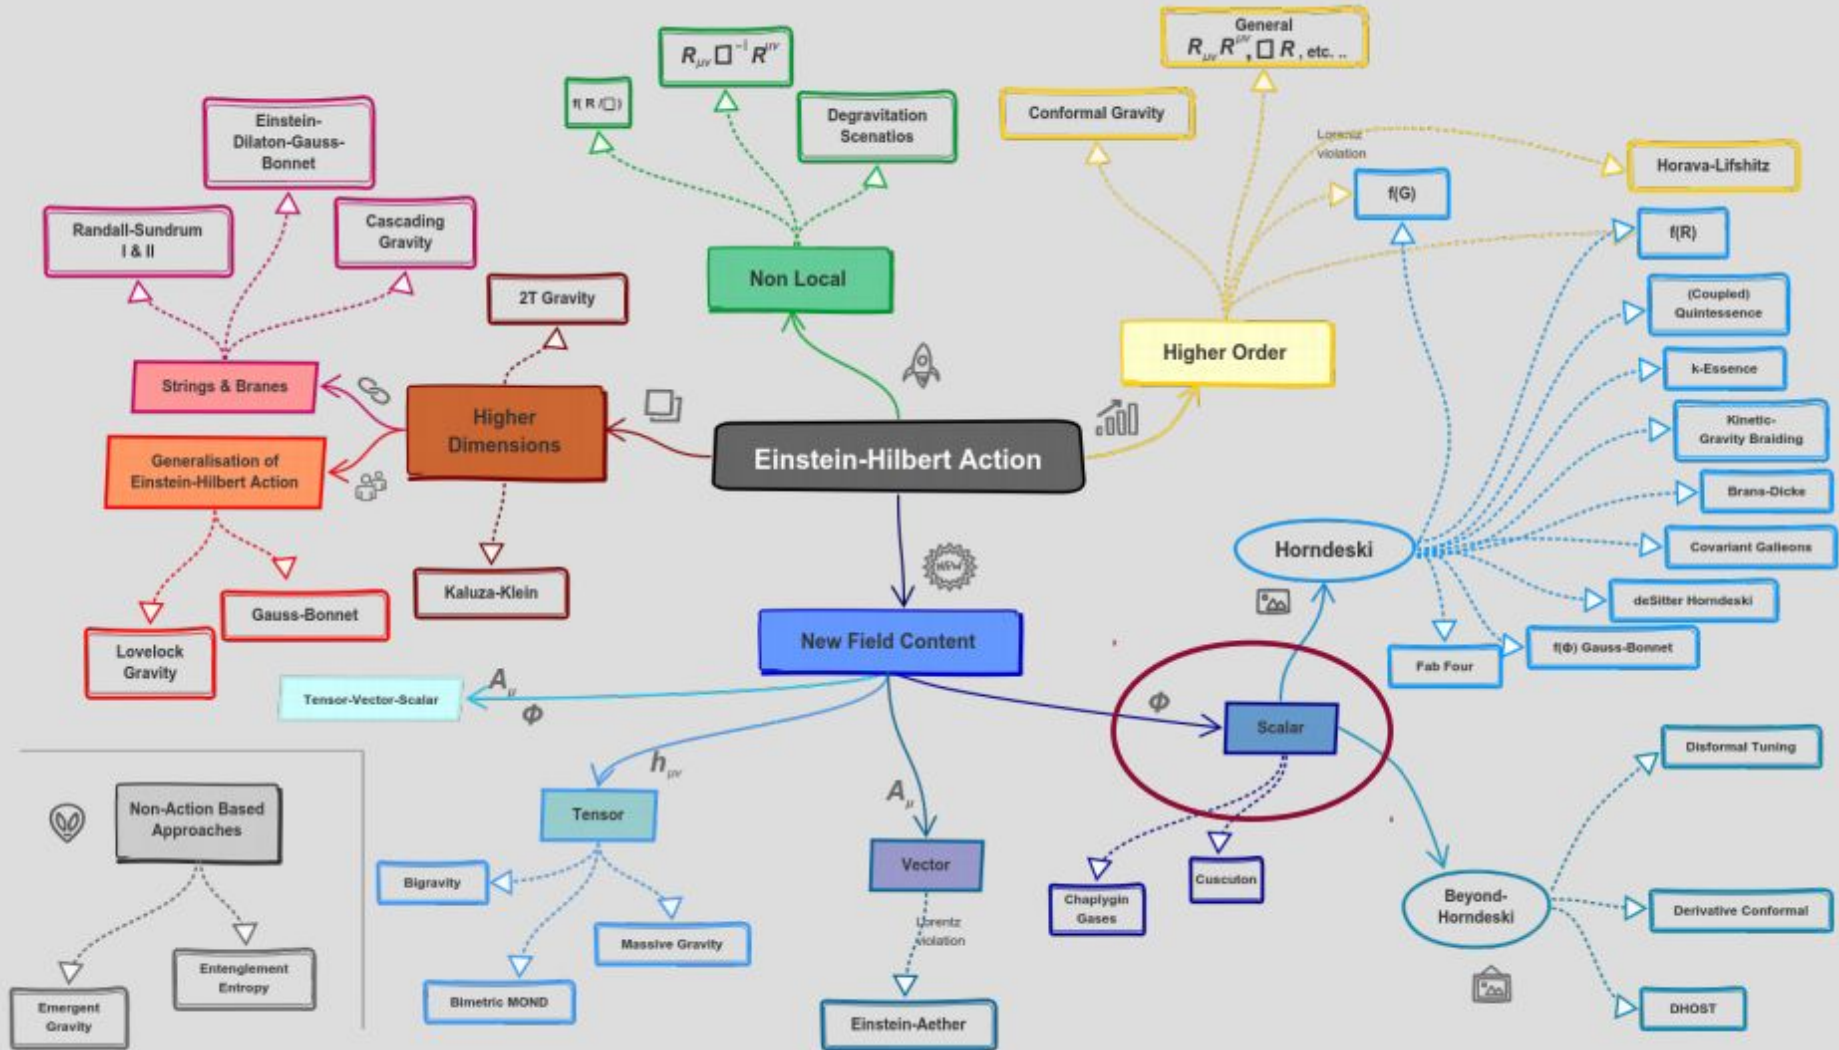 General
R_μν R^μν, □ R, etc. ..
R_μν □^-1 R^μν
f( R /□)
Degravitation
Scenatios
Conformal Gravity
Lorentz
violation
Horava-Lifshitz
f(G)
f(R)
Einstein-
Dilaton-Gauss-
Bonnet
Randall-Sundrum
I & II
Cascading
Gravity
2T Gravity
Non Local
Higher Order
(Coupled)
Quintessence
k-Essence
Kinetic-
Gravity Braiding
Brans-Dicke
Covariant Galieons
deSitter Horndeski
f(Φ) Gauss-Bonnet
Fab Four
Horndeski
Strings & Branes
Higher
Dimensions
Generalisation of
Einstein-Hilbert Action
Einstein-Hilbert Action
Kaluza-Klein
Gauss-Bonnet
Lovelock
Gravity
NEW
New Field Content
Tensor-Vector-Scalar
A_μ
Φ
h_μν
A_μ
Φ
Scalar
Tensor
Vector
Bigravity
Massive Gravity
Bimetric MOND
Lorentz
violation
Einstein-Aether
Chaplygin
Gases
Cuscuton
Beyond-
Horndeski
Disformal Tuning
Derivative Conformal
DHOST
Non-Action Based
Approaches
Entenglement
Entropy
Emergent
Gravity